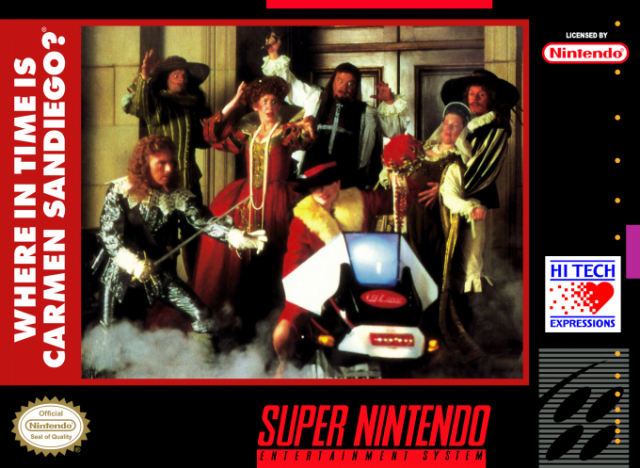 WHERE IN TIME IS
CARMEN SANDIEGO?®
LICENSED BY
Nintendo®
HI TECH
EXPRESSIONS
Official
Nintendo®
Seal of Quality
SUPER NINTENDO
ENTERTAINMENT SYSTEM